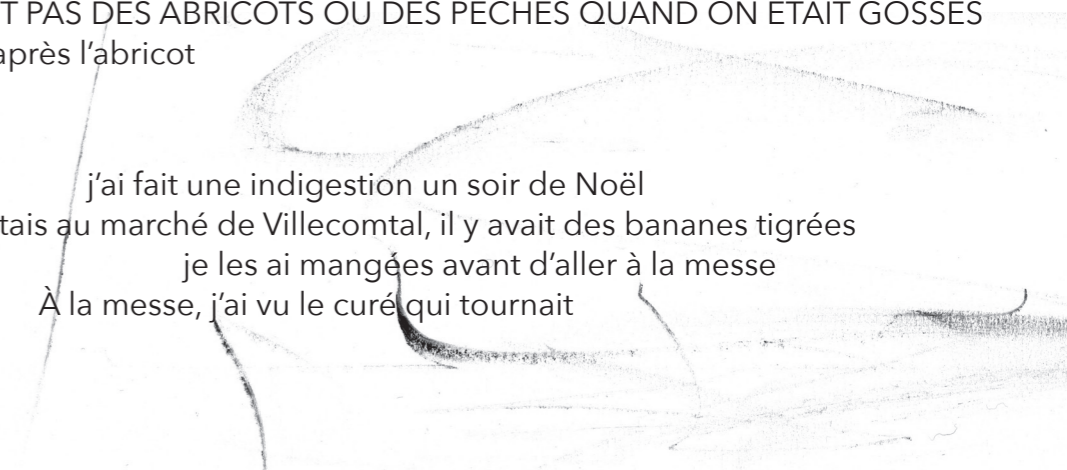 T PAS DES ABRICOTS OU DES PÊCHES QUAND ON ÉTAIT GOSSES
après l’abricot
j’ai fait une indigestion un soir de Noël
tais au marché de Villecomtal, il y avait des bananes tigrées
je les ai mangées avant d’aller à la messe
À la messe, j’ai vu le curé qui tournait